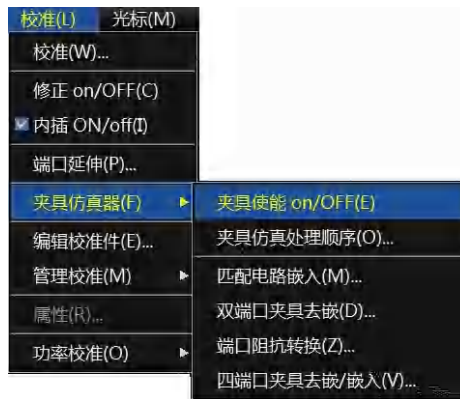 校准(L) 光标(M)
校准(W)...
修正 on/OFF(C)
内插 ON/off(I)
端口延伸(P)...
夹具仿真器(F)
编辑校准件(E)...
管理校准(M)
属性(R)...
功率校准(O)
夹具使能 on/OFF(E)
夹具仿真处理顺序(O)...
匹配电路嵌入(M)...
双端口夹具去嵌(D)...
端口阻抗转换(Z)...
四端口夹具去嵌/嵌入(V)...